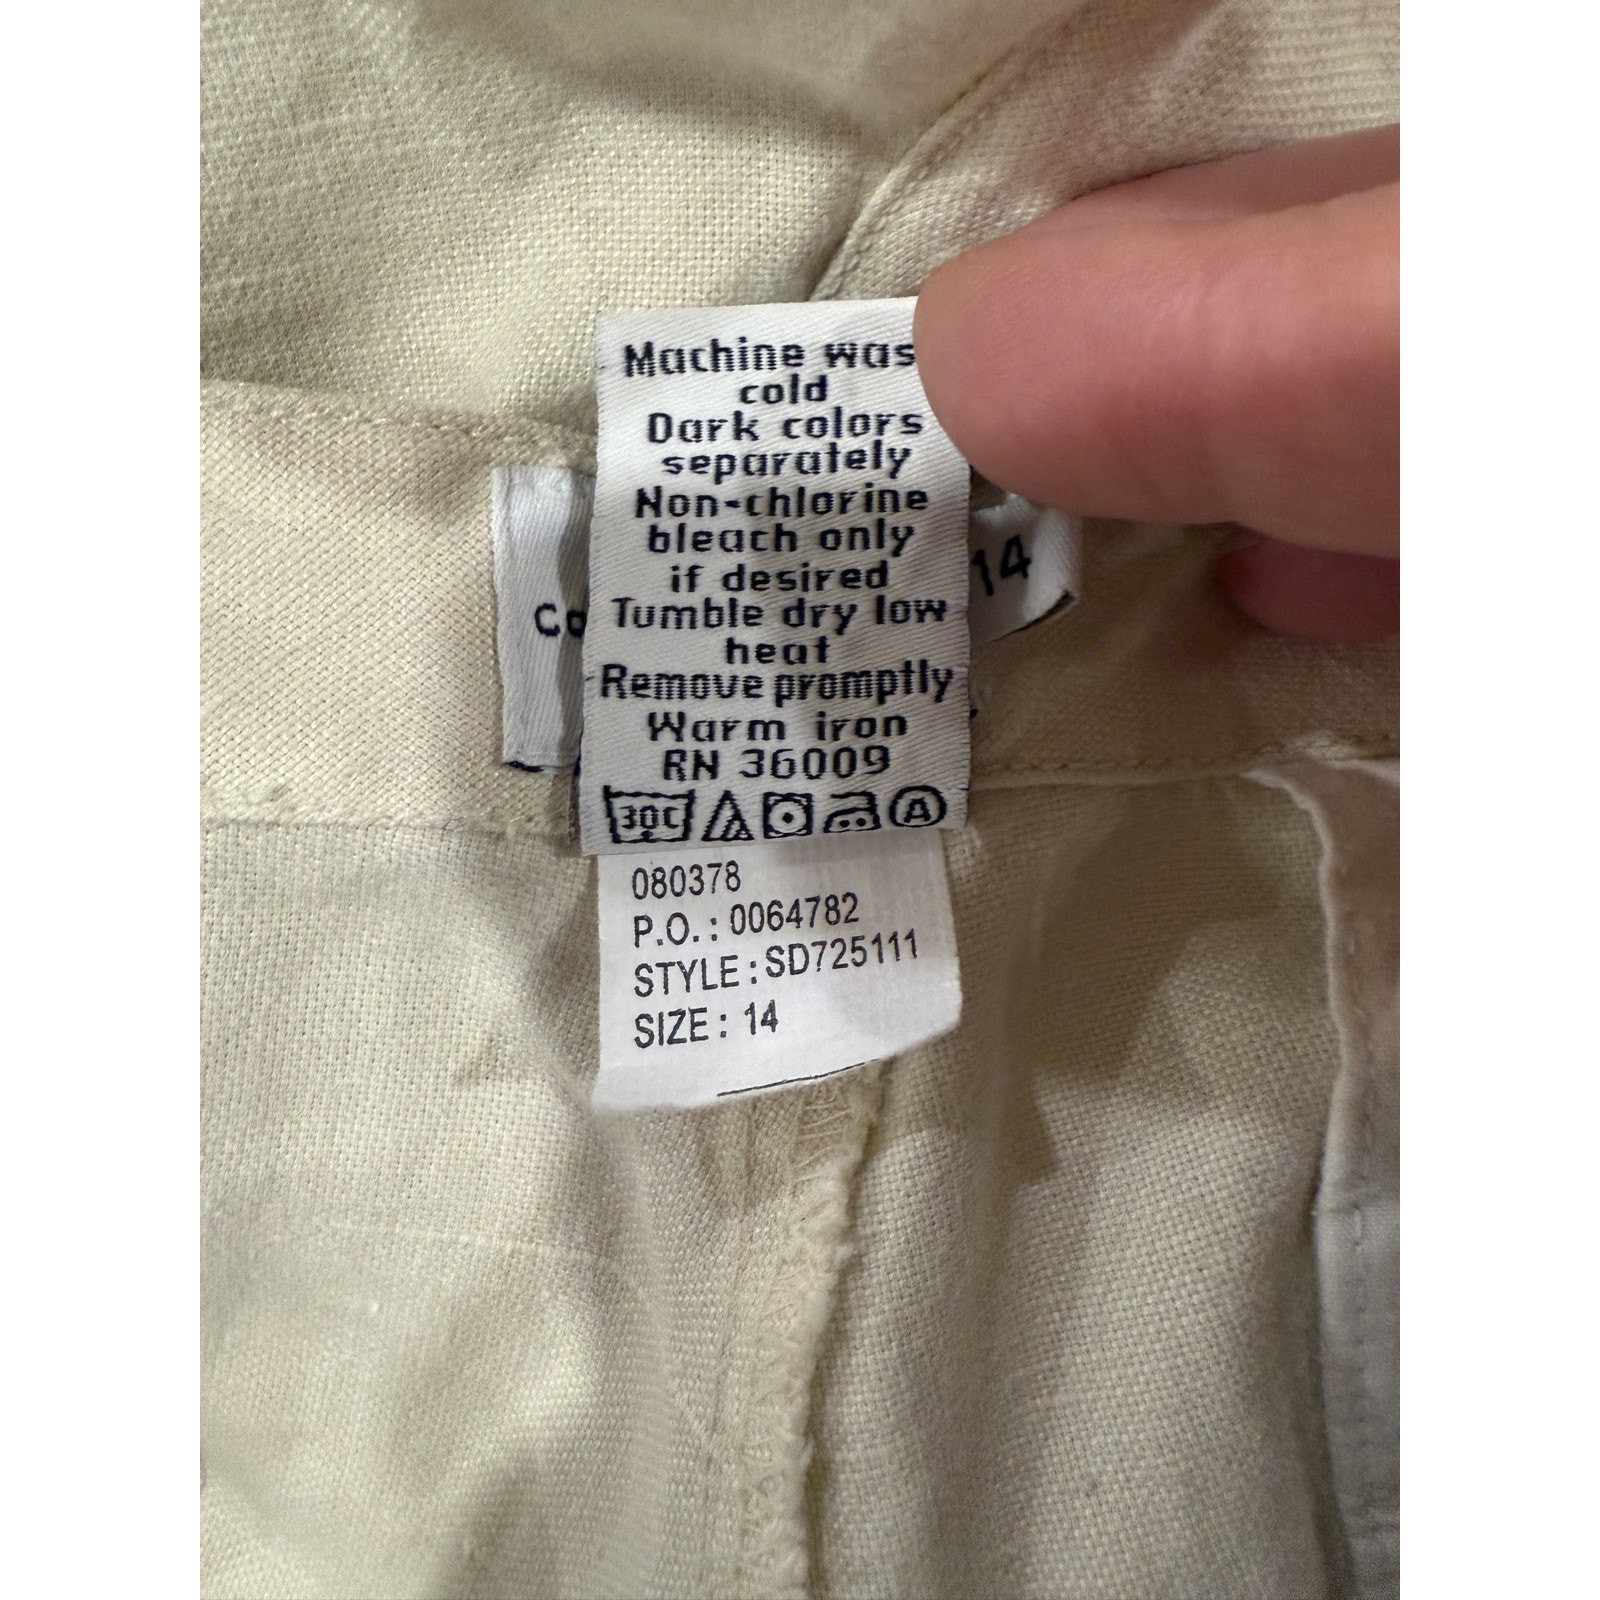 Machine was
cold
Dark colors
separately
Non-chlorine
bleach only
if desired
Tumble dry low
heat
Remove promptly
Warm iron
RN 36009
30C A
080378
P.O.: 0064782
STYLE: SD725111
SIZE: 14
Co
14